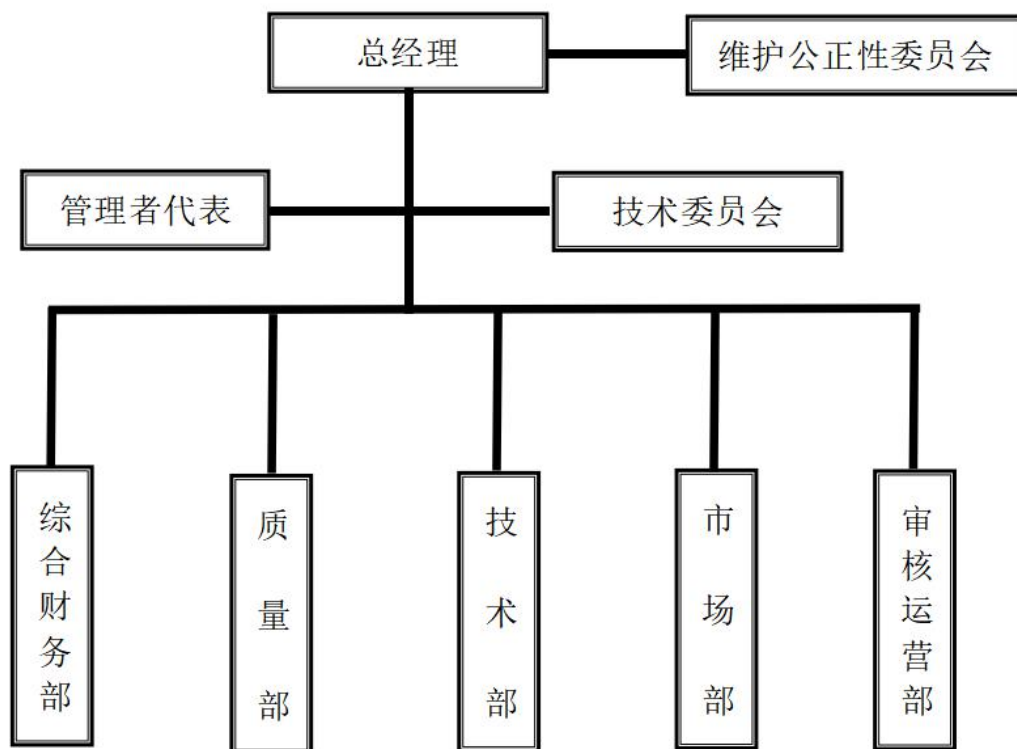 总经理
维护公正性委员会
管理者代表
技术委员会
综合财务部
质量部
技术部
市场部
审核运营部